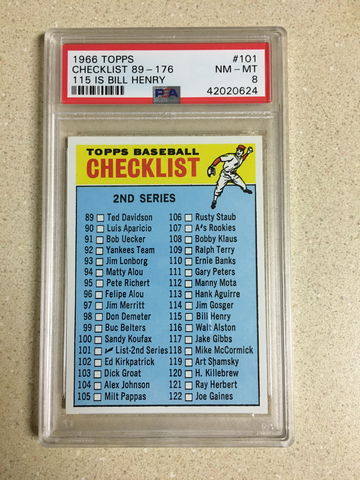 1966 TOPPS #101
CHECKLIST 89-176 NM-MT
115 IS BILL HENRY 8
PSA 42020624
TOPPS BASEBALL
CHECKLIST
2ND SERIES
89 Ted Davidson 106 Rusty Staub
90 Luis Aparicio 107 A's Rookies
91 Bob Uecker 108 Bobby Klaus
92 Yankees Team 109 Ralph Terry
93 Jim Lonborg 110 Ernie Banks
94 Matty Alou 111 Gary Peters
95 Pete Richert 112 Manny Mota
96 Felipe Alou 113 Hank Aguirre
97 Jim Merritt 114 Jim Gosger
98 Don Demeter 115 Bill Henry
99 Buc Belters 116 Walt Alston
100 Sandy Koufax 117 Jake Gibbs
101 List-2nd Series 118 Mike McCormick
102 Ed Kirkpatrick 119 Art Shamsky
103 Dick Groat 120 H. Killebrew
104 Alex Johnson 121 Ray Herbert
105 Milt Pappas 122 Joe Gaines